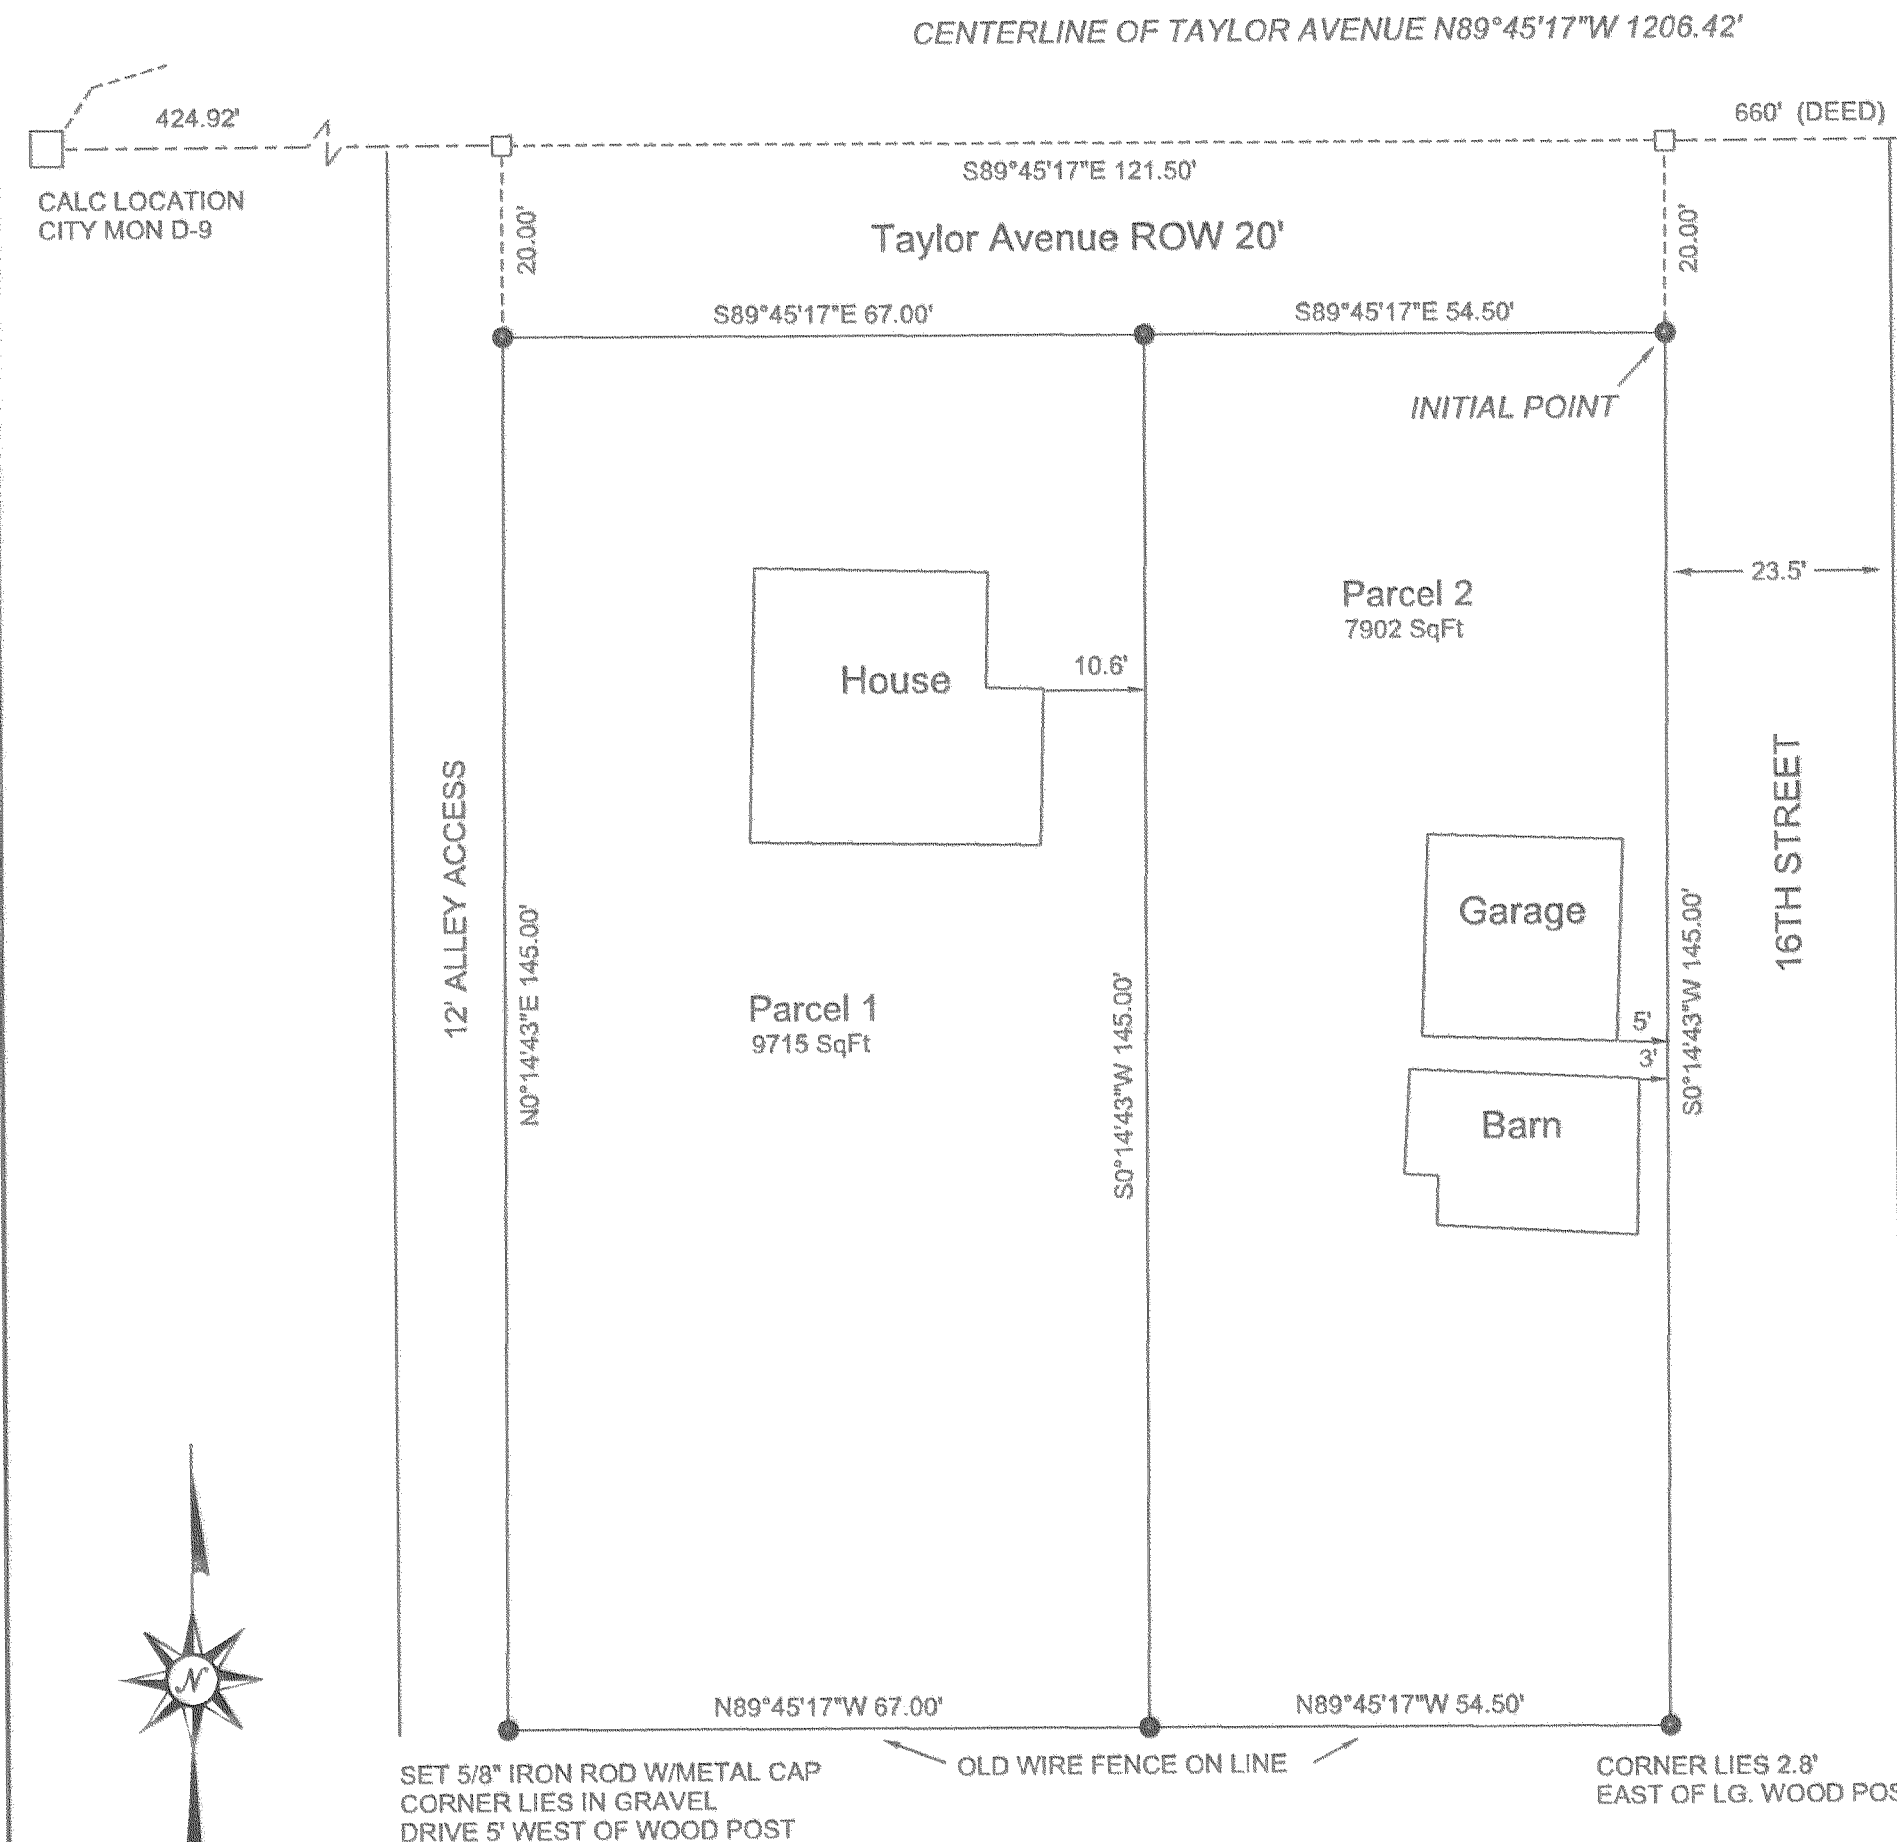 CENTERLINE OF TAYLOR AVENUE N89°45'17"W 1206.42'
424.92'
660' (DEED)
CALC LOCATION
CITY MON D-9
S89°45'17"E 121.50'
20.00'
Taylor Avenue ROW 20'
20.00'
S89°45'17"E 67.00'
S89°45'17"E 54.50'
INITIAL POINT
23.5'
Parcel 2
7902 SqFt
10.6'
House
12' ALLEY ACCESS
16TH STREET
Garage
N0°14'43"E 145.00'
Parcel 1
9715 SqFt
S0°14'43"W 145.00'
S0°14'43"W 145.00'
5'
3'
Barn
N
N89°45'17"W 67.00'
N89°45'17"W 54.50'
OLD WIRE FENCE ON LINE
SET 5/8" IRON ROD W/METAL CAP
CORNER LIES IN GRAVEL
DRIVE 5' WEST OF WOOD POST
CORNER LIES 2.8'
EAST OF LG. WOOD POS